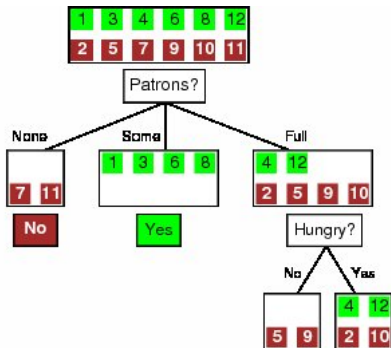 1 3 4 6 8 12
2 5 7 9 10 11
Patrons?
None Some Full
1 3 6 8 4 12
7 11 2 5 9 10
No Yes Hungry?
No Yes
4 12
5 9 2 10